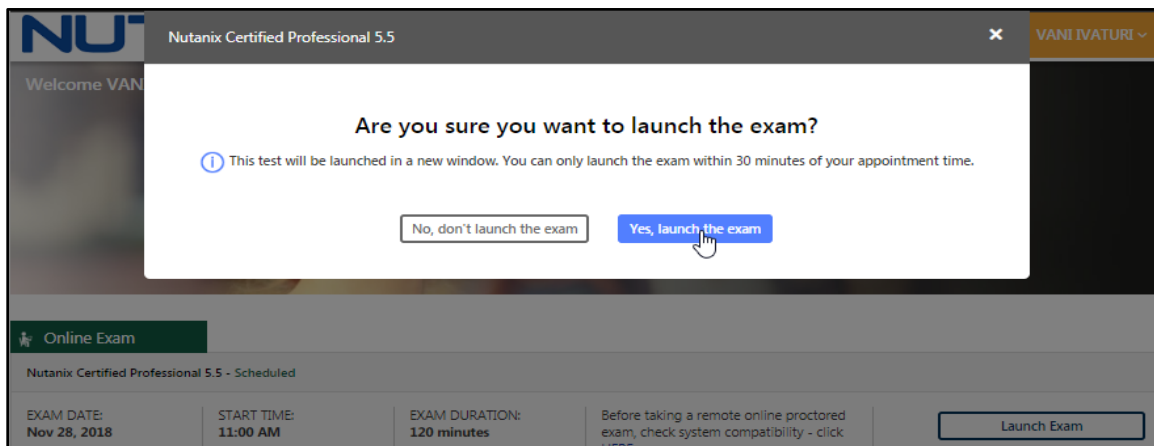 NUT
Nutanix Certified Professional 5.5
VANI IVATURI
Welcome VAN
Are you sure you want to launch the exam?
This test will be launched in a new window. You can only launch the exam within 30 minutes of your appointment time.
No, don't launch the exam
Yes, launch the exam
Online Exam
Nutanix Certified Professional 5.5 - Scheduled
EXAM DATE:
Nov 28, 2018
START TIME:
11:00 AM
EXAM DURATION:
120 minutes
Before taking a remote online proctored
exam, check system compatibility - click
Launch Exam